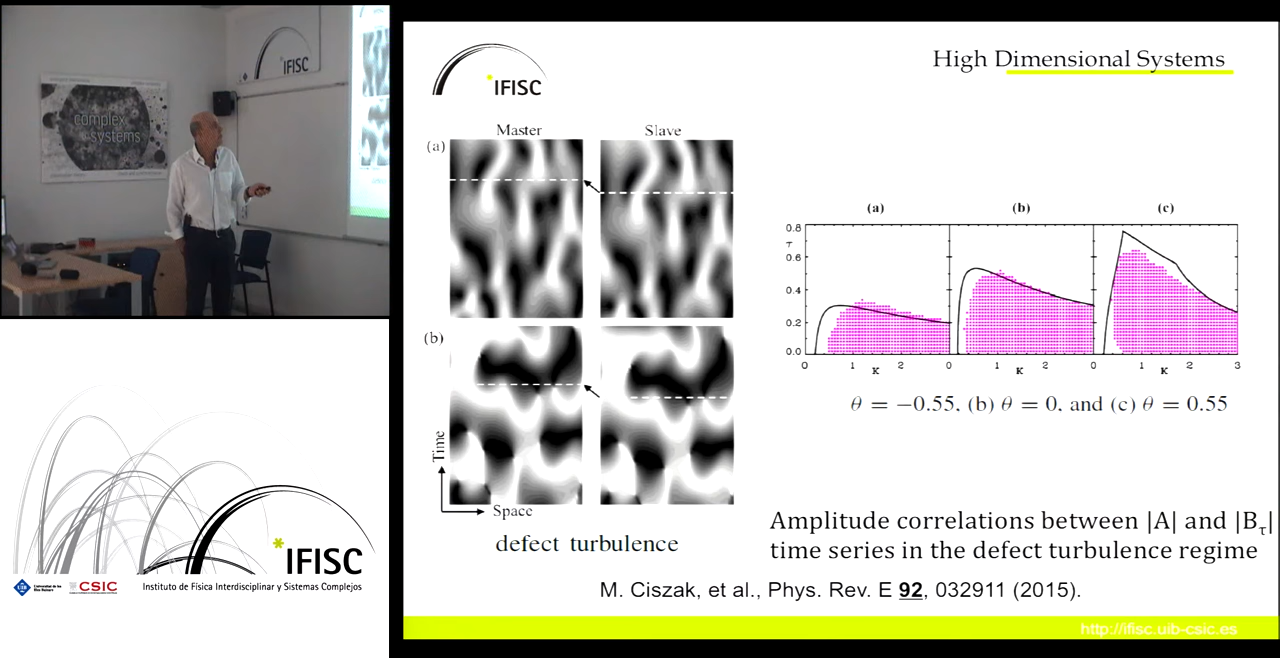 IFISC
complex
systems
*IFISC
High Dimensional Systems
Master
Slave
(a)
(b)
Time
Space
defect turbulence
(a)
(b)
(c)
0.8
τ
0.6
0.4
0.2
0.0
0 1 2 0 1 2 0 1 2 3
K K K
θ = −0.55, (b) θ = 0, and (c) θ = 0.55
Amplitude correlations between |A| and |Bτ|
time series in the defect turbulence regime
M. Ciszak, et al., Phys. Rev. E 92, 032911 (2015).
http://ifisc.uib-csic.es
*IFISC
UIB
CSIC
Instituto de Física Interdisciplinar y Sistemas Complejos